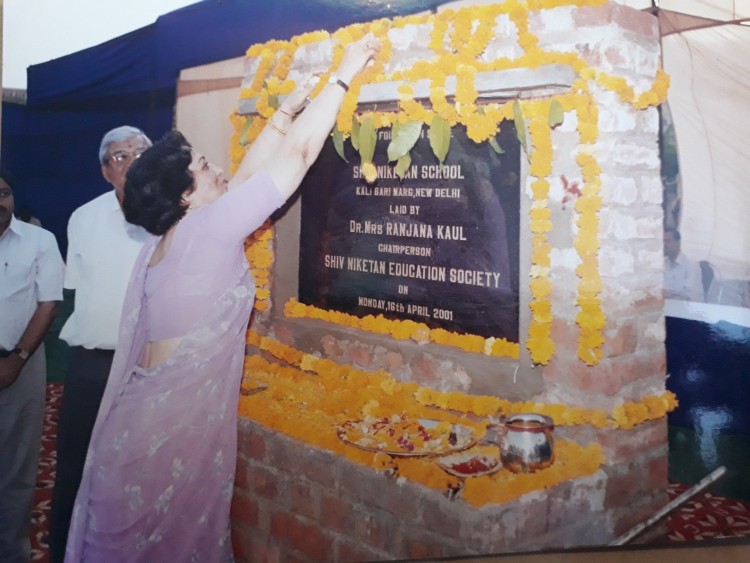 NIKETAN SCHOOL
KALI BARI MARG, NEW DELHI
LAID BY
DR. MRS RANJANA KAUL
CHAIRPERSON
SHIV NIKETAN EDUCATION SOCIETY
ON
MONDAY, 16TH APRIL 2001